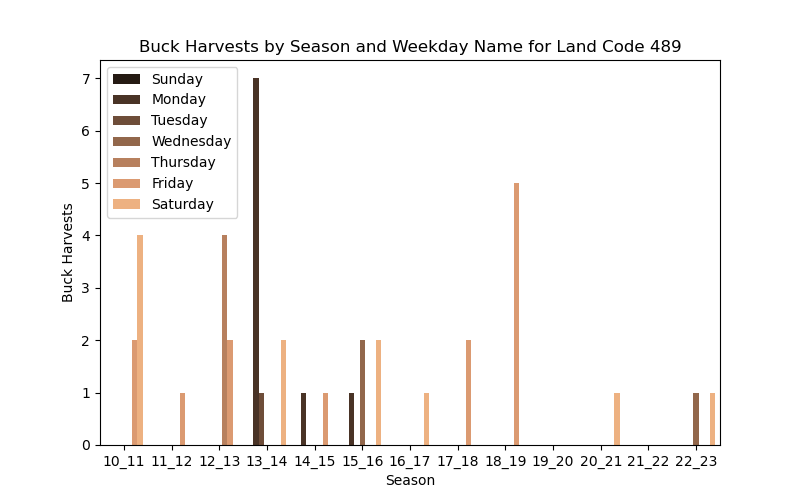 Buck Harvests by Season and Weekday Name for Land Code 489
Sunday
Monday
Tuesday
Wednesday
Thursday
Friday
Saturday
7
6
5
4
3
2
1
0
Buck Harvests
10_11 11_12 12_13 13_14 14_15 15_16 16_17 17_18 18_19 19_20 20_21 21_22 22_23
Season